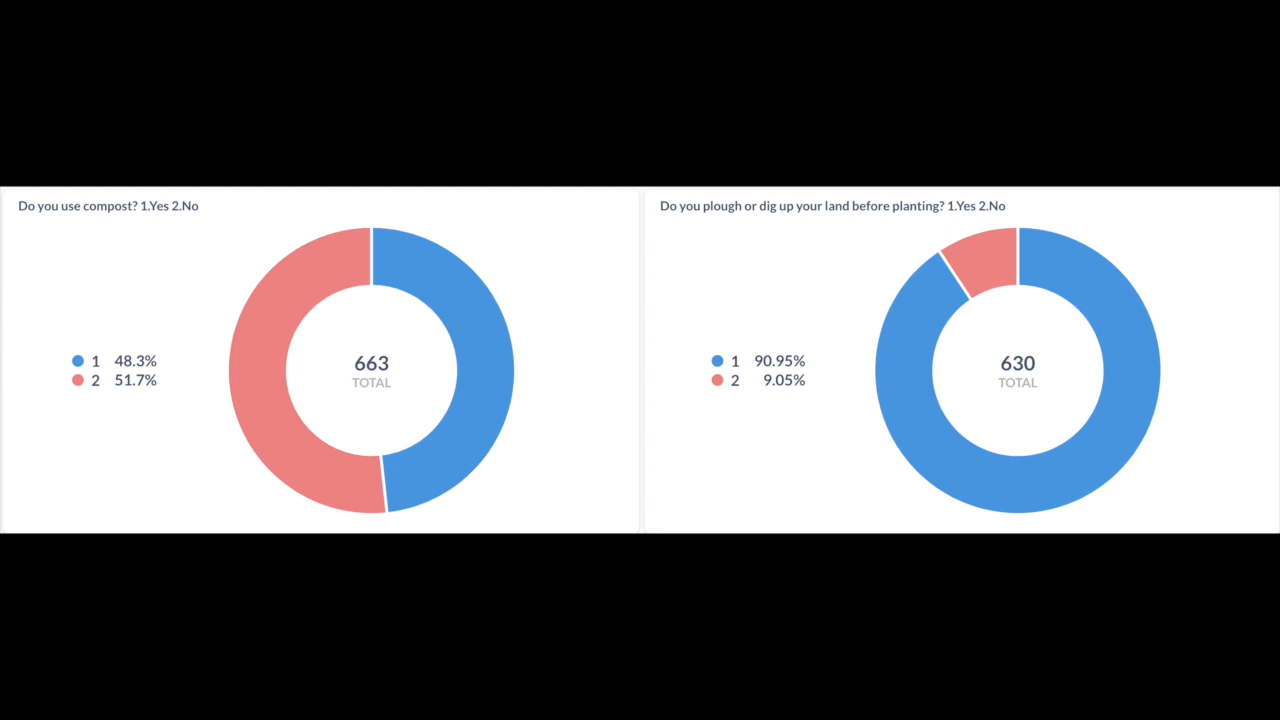 Do you use compost? 1.Yes 2.No
1 48.3%
2 51.7%
663
TOTAL
Do you plough or dig up your land before planting? 1.Yes 2.No
1 90.95%
2 9.05%
630
TOTAL